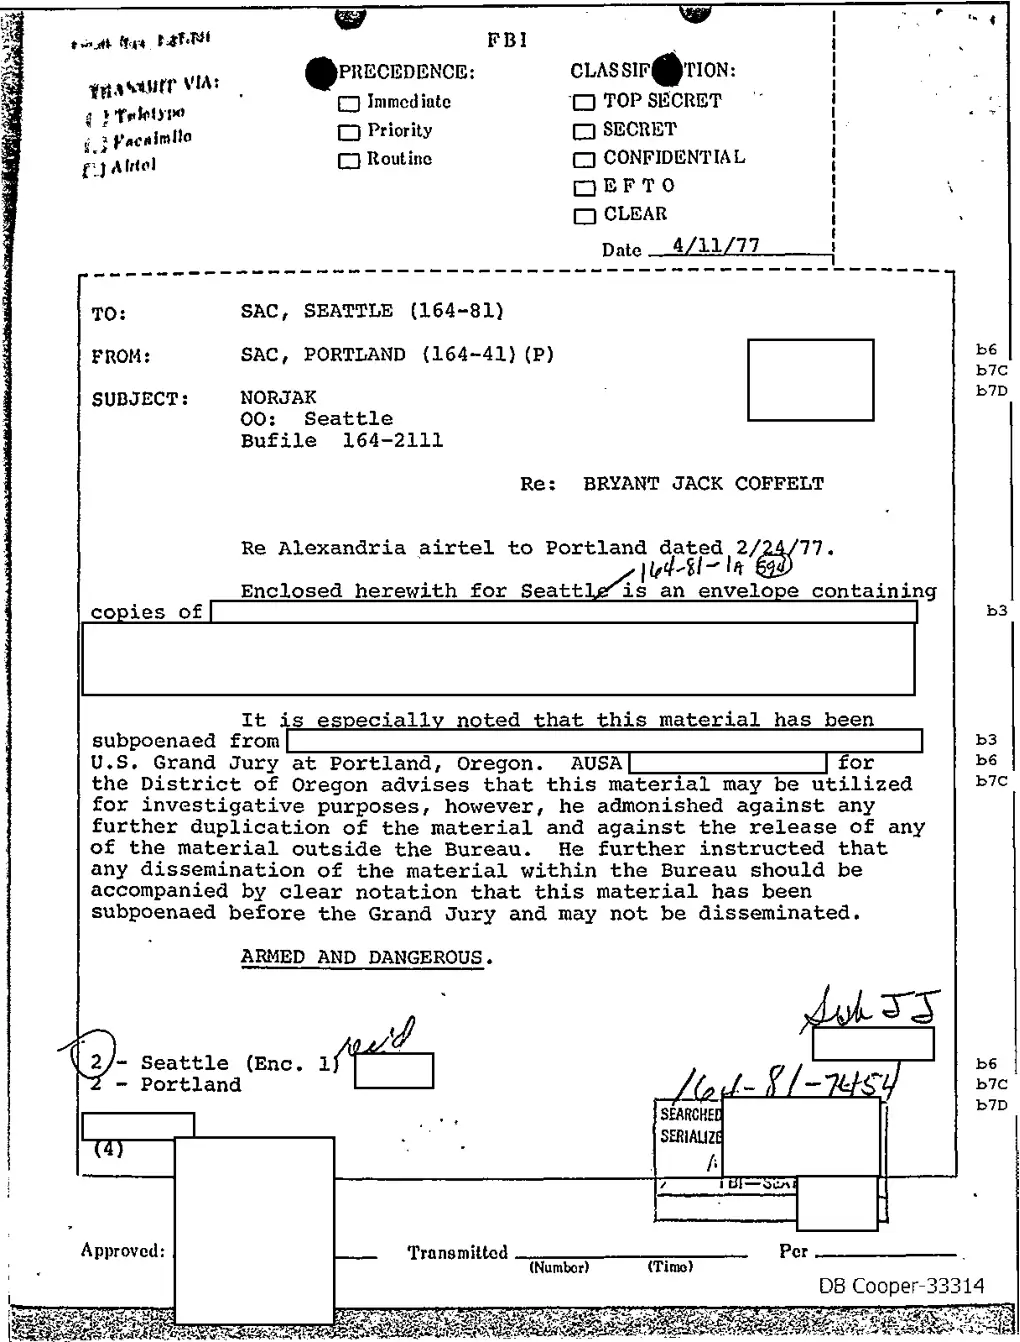 FBI
TRANSMIT VIA:
Teletype
Facsimile
Airtel
PRECEDENCE:
Immediate
Priority
Routine
CLASSIFICATION:
TOP SECRET
SECRET
CONFIDENTIAL
E F T O
CLEAR
Date 4/11/77
TO: SAC, SEATTLE (164-81)
FROM: SAC, PORTLAND (164-41)(P)
b6
b7C
b7D
SUBJECT: NORJAK
OO: Seattle
Bufile 164-2111
Re: BRYANT JACK COFFELT
Re Alexandria airtel to Portland dated 2/24/77.
164-81-1A
Enclosed herewith for Seattle is an envelope containing
copies of
b3
It is especially noted that this material has been
subpoenaed from
b3
U.S. Grand Jury at Portland, Oregon. AUSA for
b6
the District of Oregon advises that this material may be utilized
b7C
for investigative purposes, however, he admonished against any
further duplication of the material and against the release of any
of the material outside the Bureau. He further instructed that
any dissemination of the material within the Bureau should be
accompanied by clear notation that this material has been
subpoenaed before the Grand Jury and may not be disseminated.
ARMED AND DANGEROUS.
Sub JJ
rec'd
2 - Seattle (Enc. 1)
2 - Portland
b6
b7C
b7D
164-81-7454
SEARCHED
SERIALIZE
(4)
Approved: Transmitted Per
(Number) (Time)
DB Cooper-33314